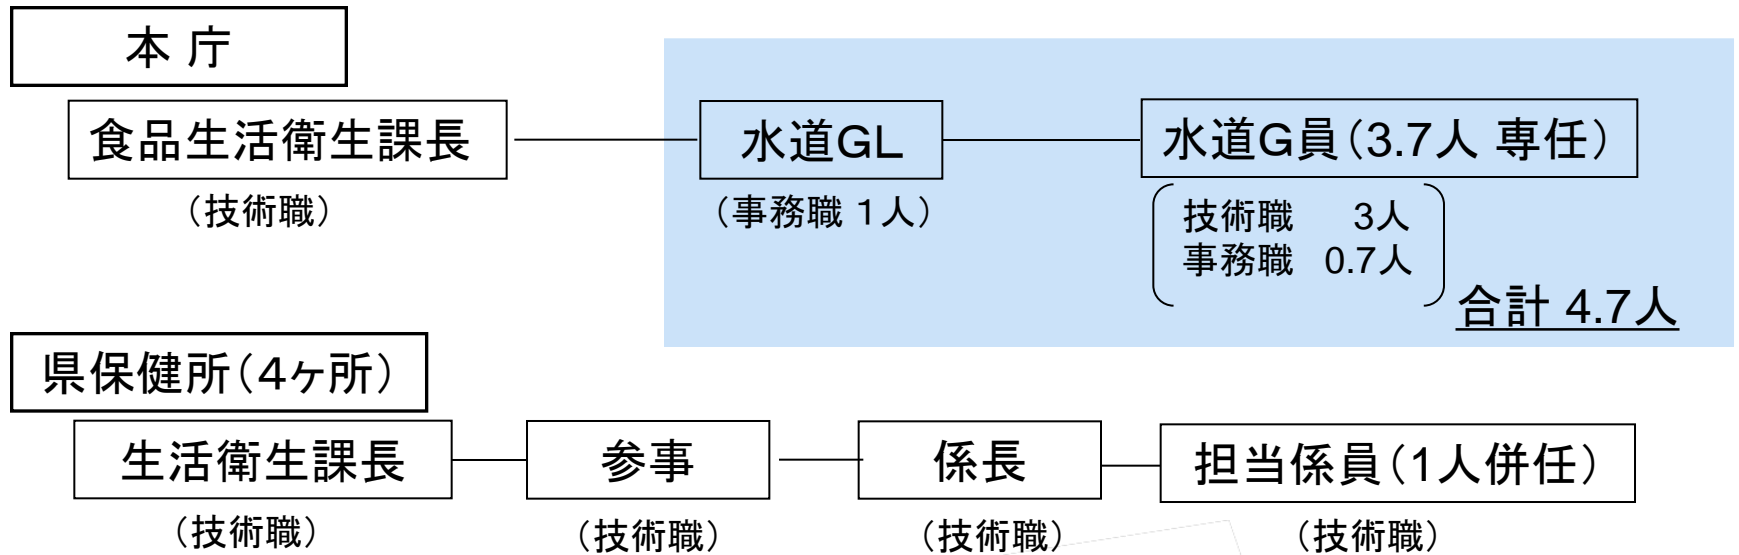 本 庁
食品生活衛生課長
水道GL
水道G員（3.7人 専任）
（技術職）
（事務職 1人）
技術職 3人
事務職 0.7人
合計 4.7人
県保健所（4ヶ所）
生活衛生課長
参事
係長
担当係員（1人併任）
（技術職）
（技術職）
（技術職）
（技術職）